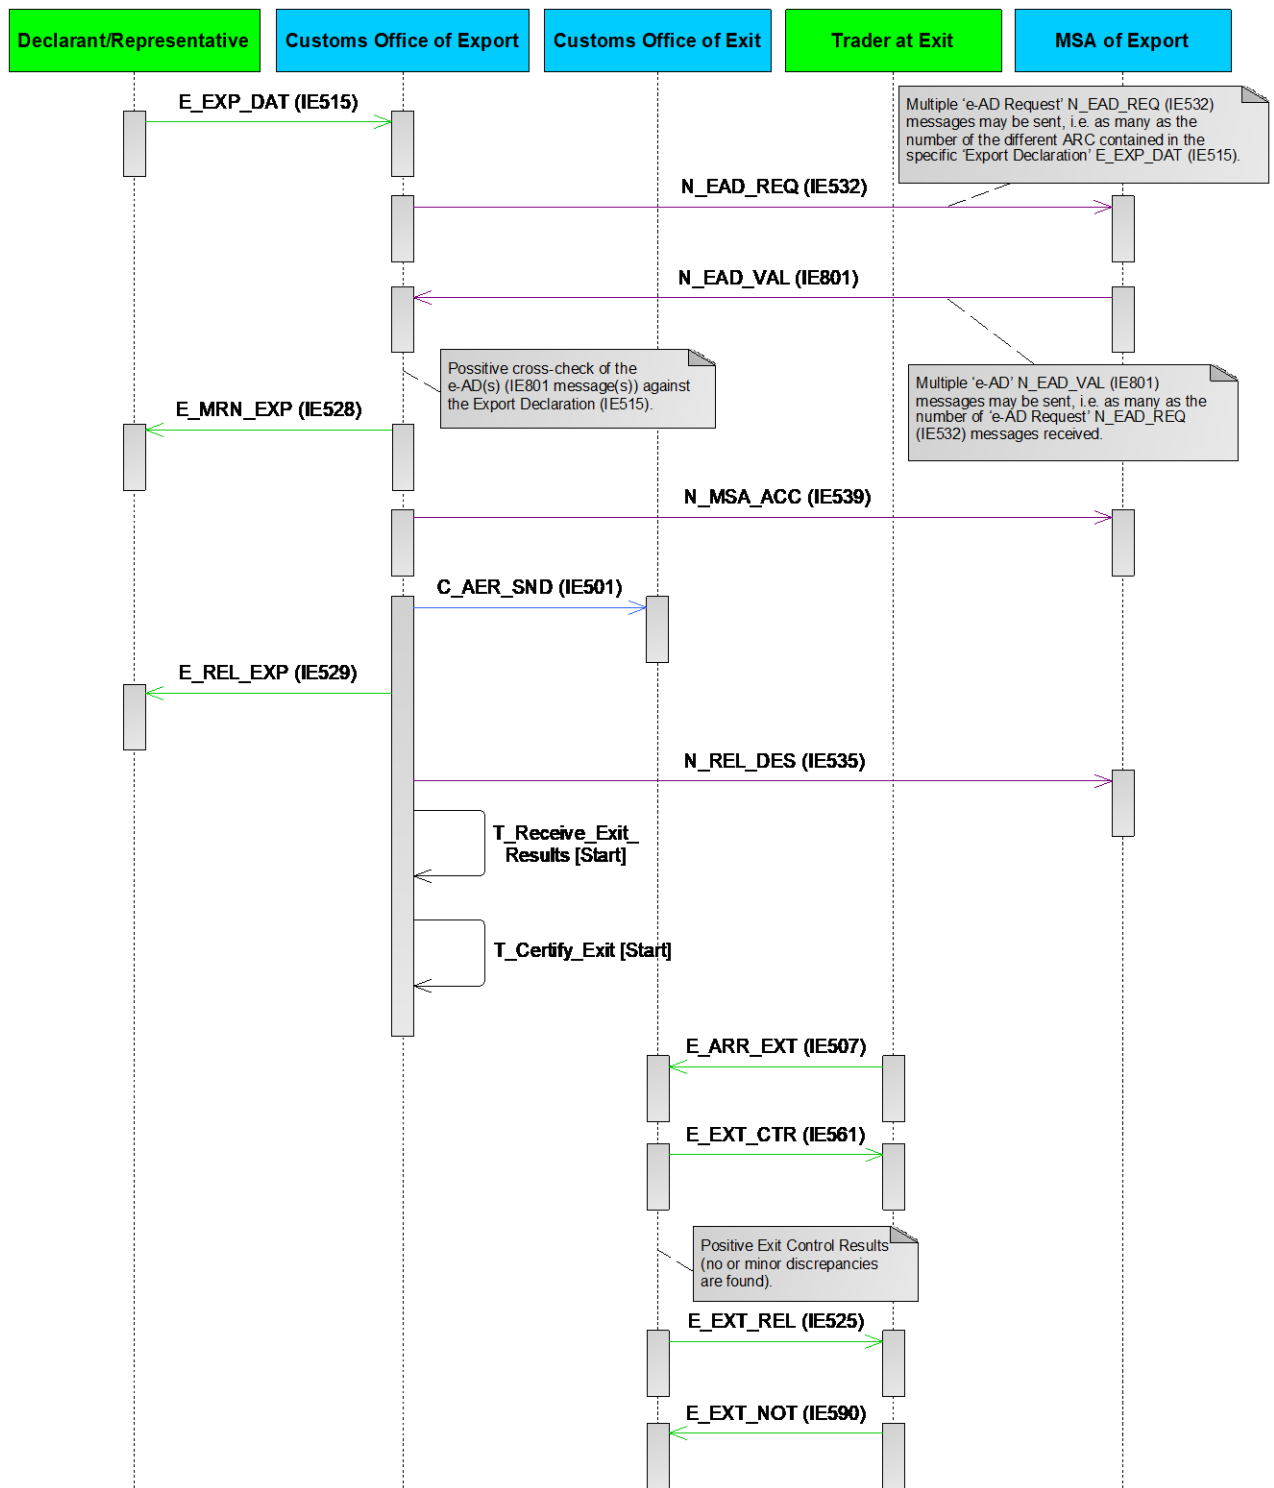 Declarant/Representative
Customs Office of Export
Customs Office of Exit
Trader at Exit
MSA of Export
E_EXP_DAT (IE515)
Multiple ‘e-AD Request’ N_EAD_REQ (IE532)
messages may be sent, i.e. as many as the
number of the different ARC contained in the
specific ‘Export Declaration’ E_EXP_DAT (IE515).
N_EAD_REQ (IE532)
N_EAD_VAL (IE801)
Possitive cross-check of the
e-AD(s) (IE801 message(s)) against
the Export Declaration (IE515).
Multiple ‘e-AD’ N_EAD_VAL (IE801)
messages may be sent, i.e. as many as the
number of ‘e-AD Request’ N_EAD_REQ
(IE532) messages received.
E_MRN_EXP (IE528)
N_MSA_ACC (IE539)
C_AER_SND (IE501)
E_REL_EXP (IE529)
N_REL_DES (IE535)
T_Receive_Exit_
Results [Start]
T_Certify_Exit [Start]
E_ARR_EXT (IE507)
E_EXT_CTR (IE561)
Positive Exit Control Results
(no or minor discrepancies
are found).
E_EXT_REL (IE525)
E_EXT_NOT (IE590)